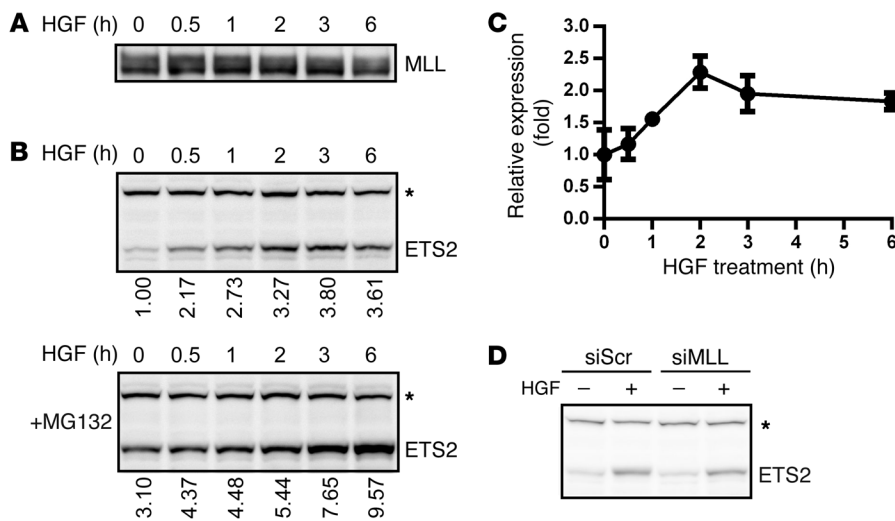 A HGF (h) 0 0.5 1 2 3 6
MLL
B HGF (h) 0 0.5 1 2 3 6
*
ETS2
1.00 2.17 2.73 3.27 3.80 3.61
HGF (h) 0 0.5 1 2 3 6
+MG132
*
ETS2
3.10 4.37 4.48 5.44 7.65 9.57
C
Relative expression
(fold)
3.0
2.5
2.0
1.5
1.0
0.5
0.0
0 1 2 3 4 5 6
HGF treatment (h)
D siScr siMLL
HGF − + − +
*
ETS2